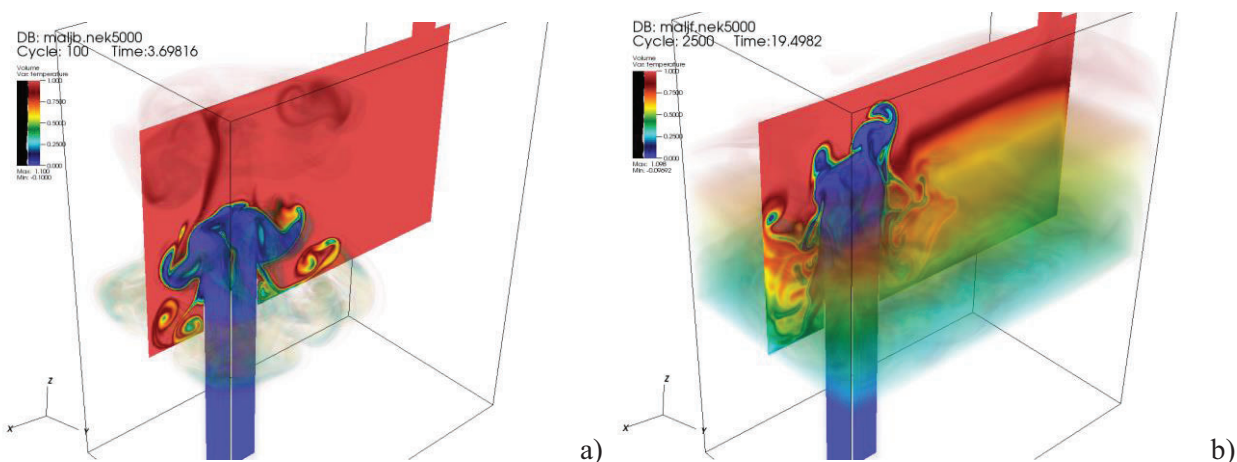 DB: maljb.nek5000
Cycle: 100 Time:3.69816
Volume
Var: temperature
1.000
0.7500
0.5000
0.2500
0.000
Max: 1.100
Min: -0.1000
Z
X
Y
a)
DB: maljf.nek5000
Cycle: 2500 Time:19.4982
Volume
Var: temperature
1.000
0.7500
0.5000
0.2500
0.000
Max: 1.098
Min: -0.09692
Z
X
Y
b)